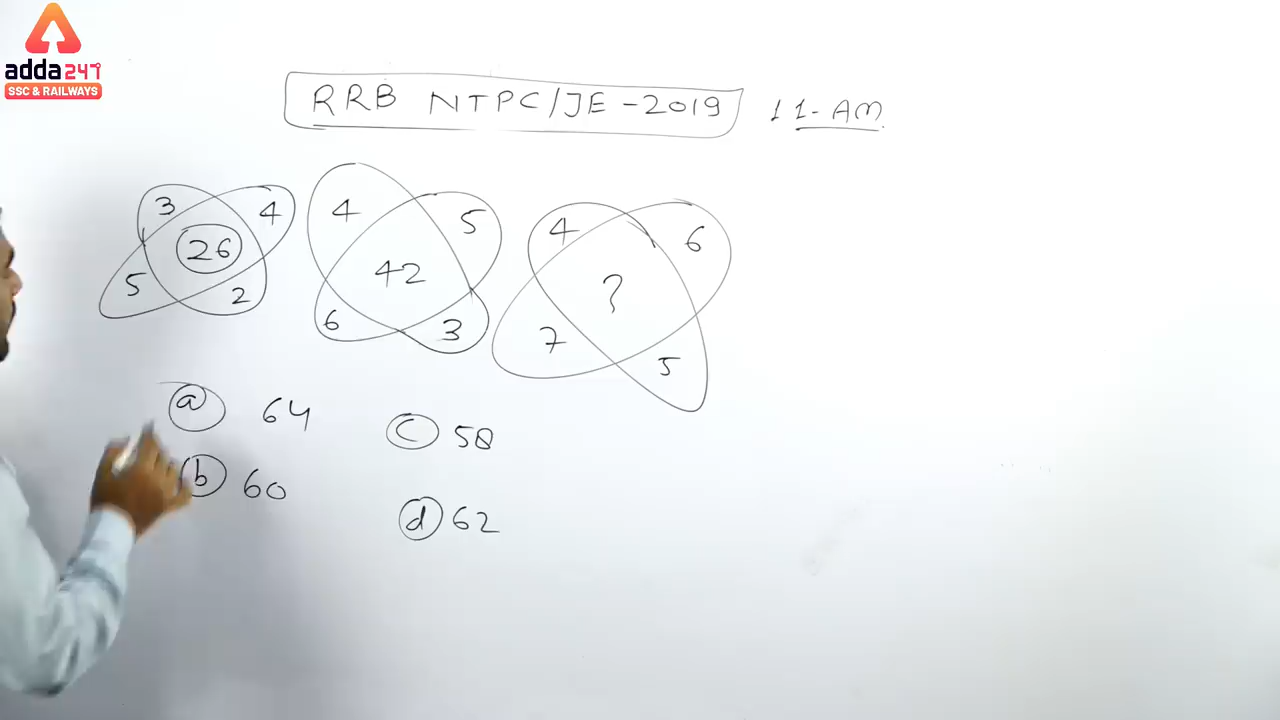 adda247
SSC & RAILWAYS
RRB NTPC/JE-2019 11-AM
3 4 26 5 2
4 5 42 6 3
4 6 ? 7 5
a 64
b 60
c 58
d 62